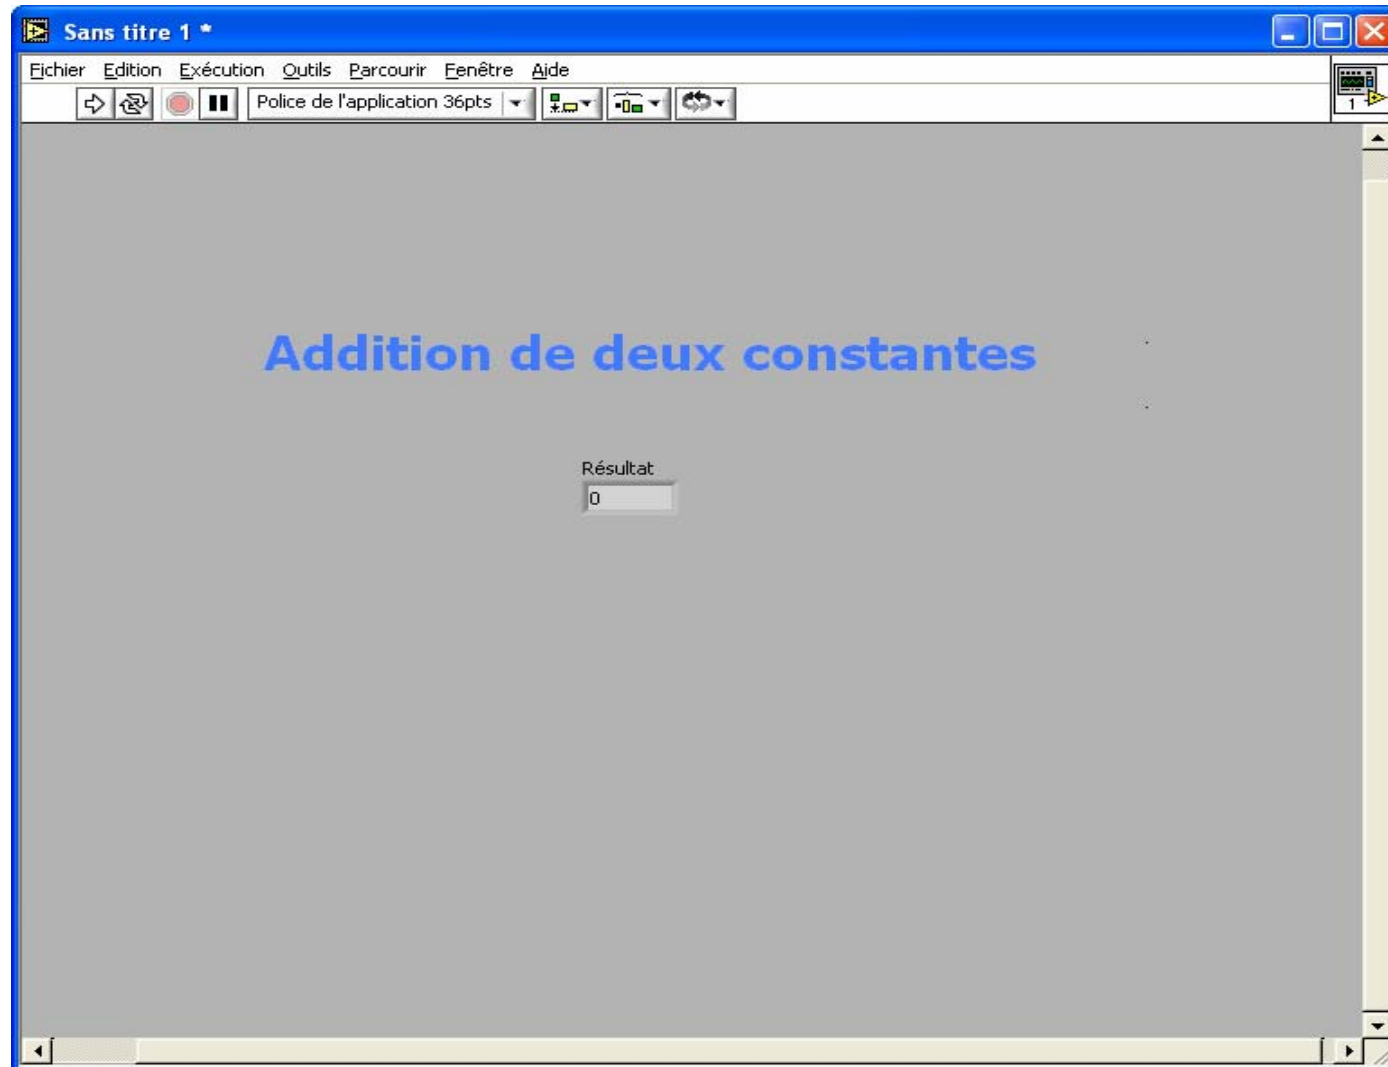 Sans titre 1 *
Fichier Edition Exécution Outils Parcourir Fenêtre Aide
Police de l'application 36pts
1
Addition de deux constantes
Résultat
0